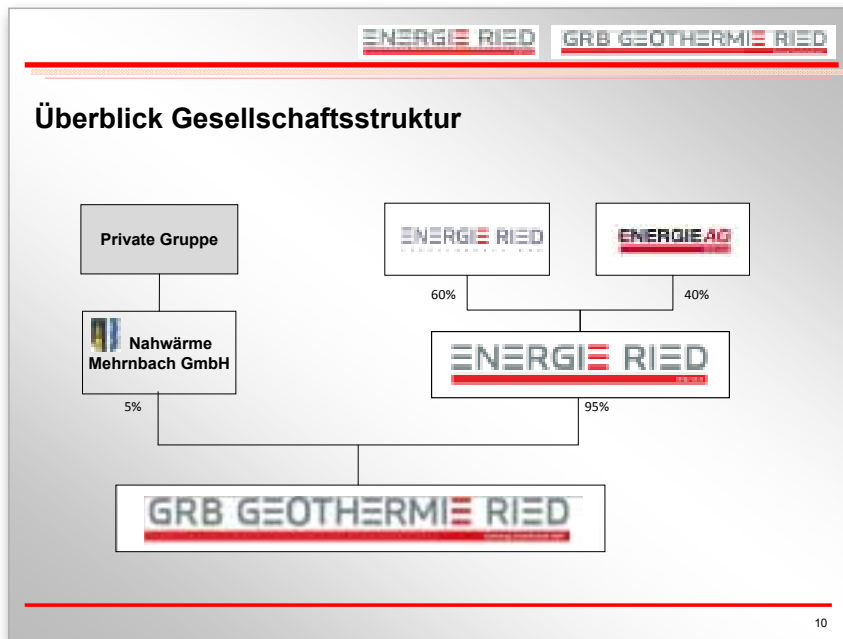 ENERGIE RIED
GRB GEOTHERMIE RIED
Überblick Gesellschaftsstruktur
Private Gruppe
ENERGIE RIED
ENERGIE AG
60%
40%
Nahwärme
Mehrnbach GmbH
ENERGIE RIED
5%
95%
GRB GEOTHERMIE RIED
10